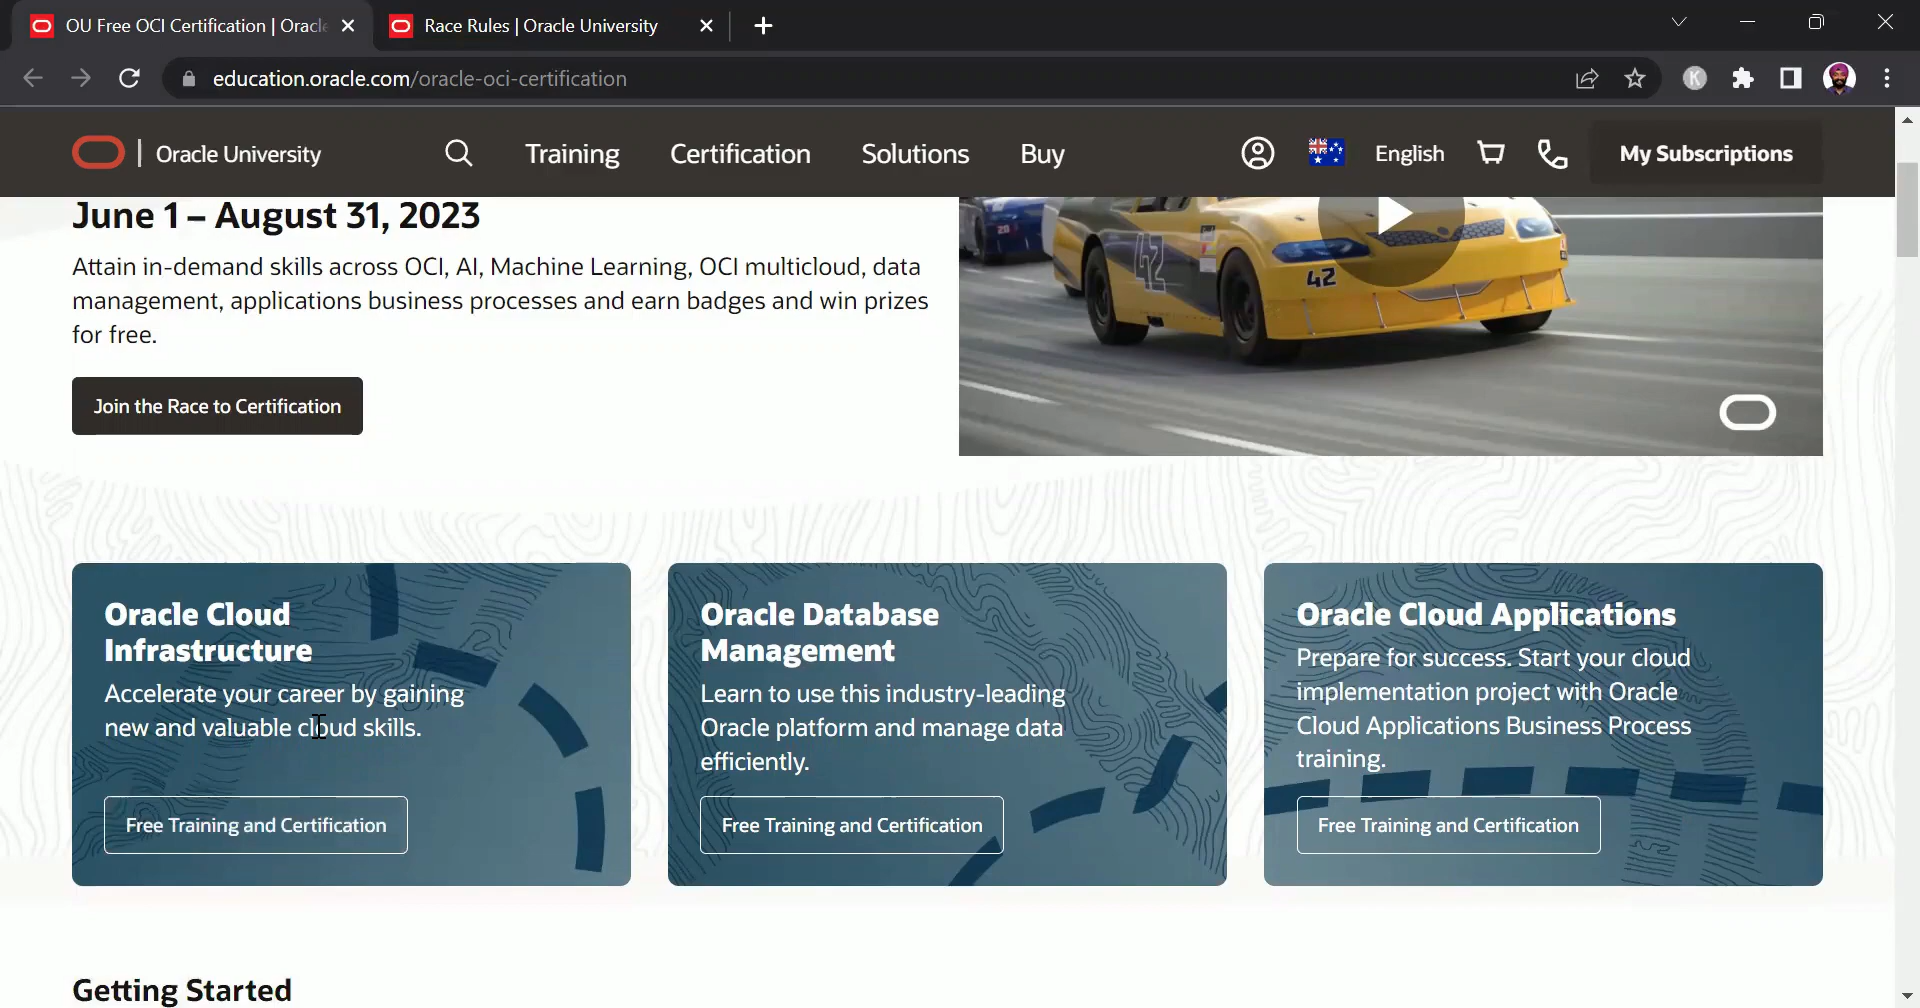 OU Free OCI Certification | Oracle
Race Rules | Oracle University
education.oracle.com/oracle-oci-certification
K
Oracle University
Training
Certification
Solutions
Buy
English
My Subscriptions
June 1 – August 31, 2023
Attain in-demand skills across OCI, AI, Machine Learning, OCI multicloud, data
management, applications business processes and earn badges and win prizes
for free.
Join the Race to Certification
42
42
20
Oracle Cloud
Infrastructure
Accelerate your career by gaining
new and valuable cloud skills.
Free Training and Certification
Oracle Database
Management
Learn to use this industry-leading
Oracle platform and manage data
efficiently.
Free Training and Certification
Oracle Cloud Applications
Prepare for success. Start your cloud
implementation project with Oracle
Cloud Applications Business Process
training.
Free Training and Certification
Getting Started